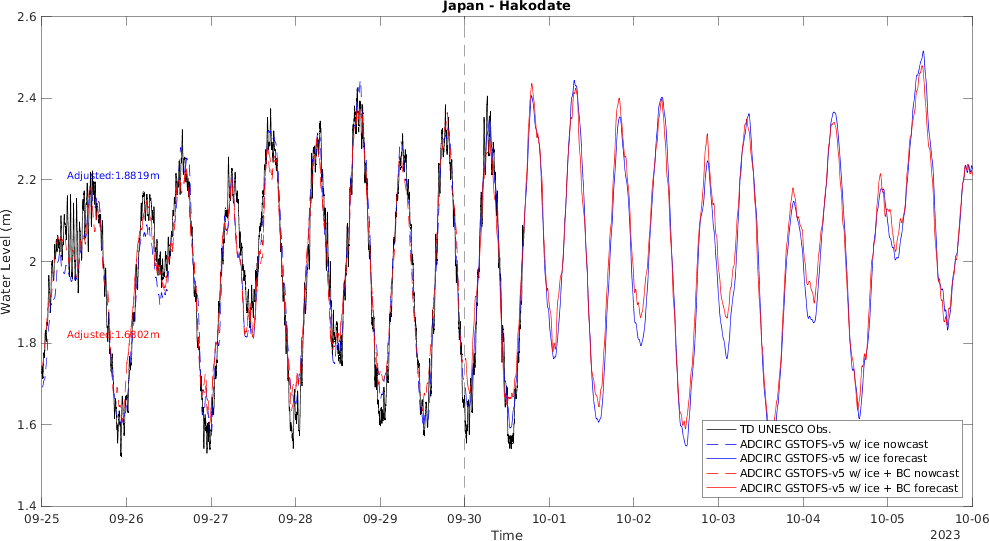 Japan - Hakodate
2.6
2.4
2.2
2
1.8
1.6
1.4
Water Level (m)
Adjusted:1.8819m
Adjusted:1.6802m
TD UNESCO Obs.
ADCIRC GSTOFS-v5 w/ ice nowcast
ADCIRC GSTOFS-v5 w/ ice forecast
ADCIRC GSTOFS-v5 w/ ice + BC nowcast
ADCIRC GSTOFS-v5 w/ ice + BC forecast
09-25 09-26 09-27 09-28 09-29 09-30 10-01 10-02 10-03 10-04 10-05 10-06
Time
2023